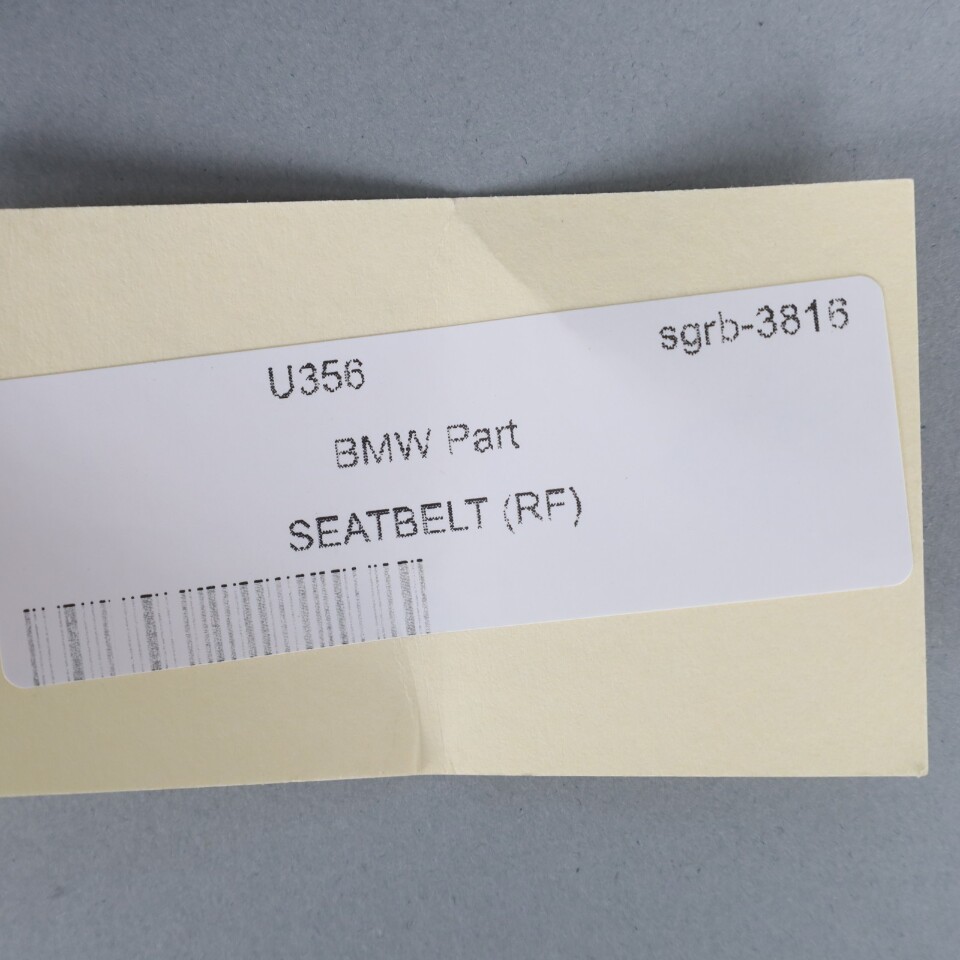 sgrb-3816
U356
BMW Part
SEATBELT (RF)